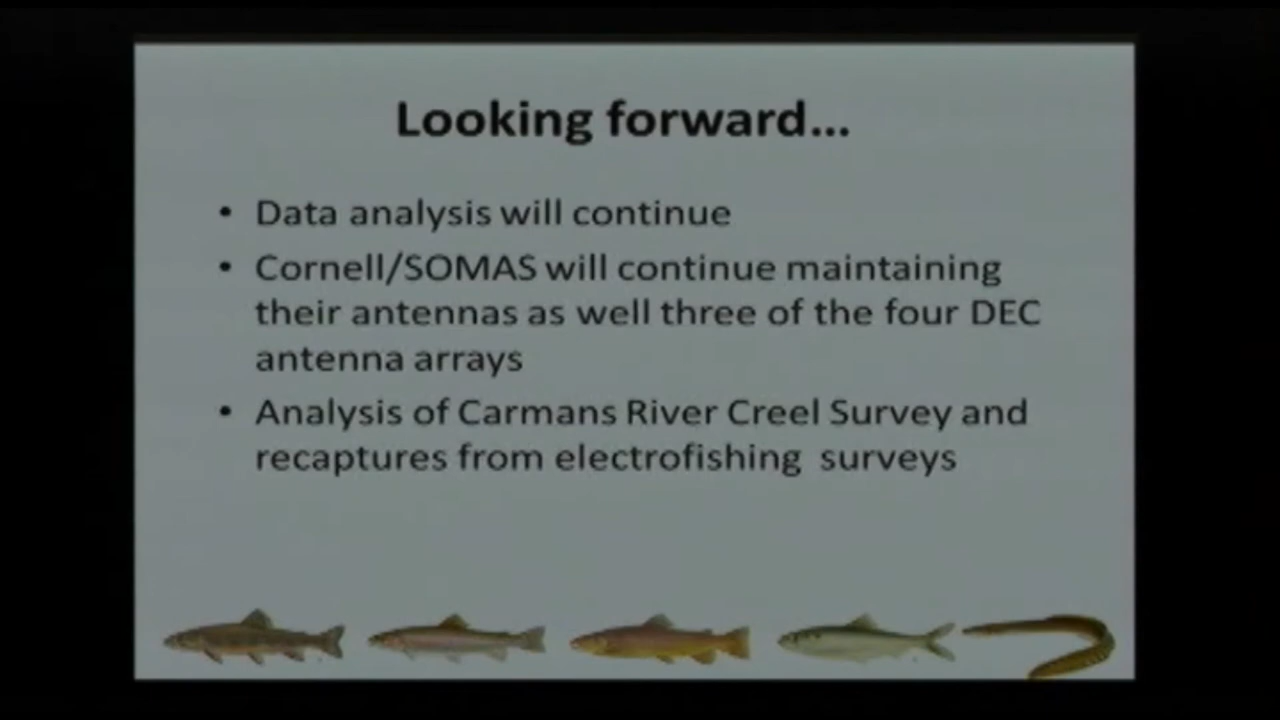 Looking forward...
• Data analysis will continue
• Cornell/SOMAS will continue maintaining
their antennas as well three of the four DEC
antenna arrays
• Analysis of Carmans River Creel Survey and
recaptures from electrofishing surveys